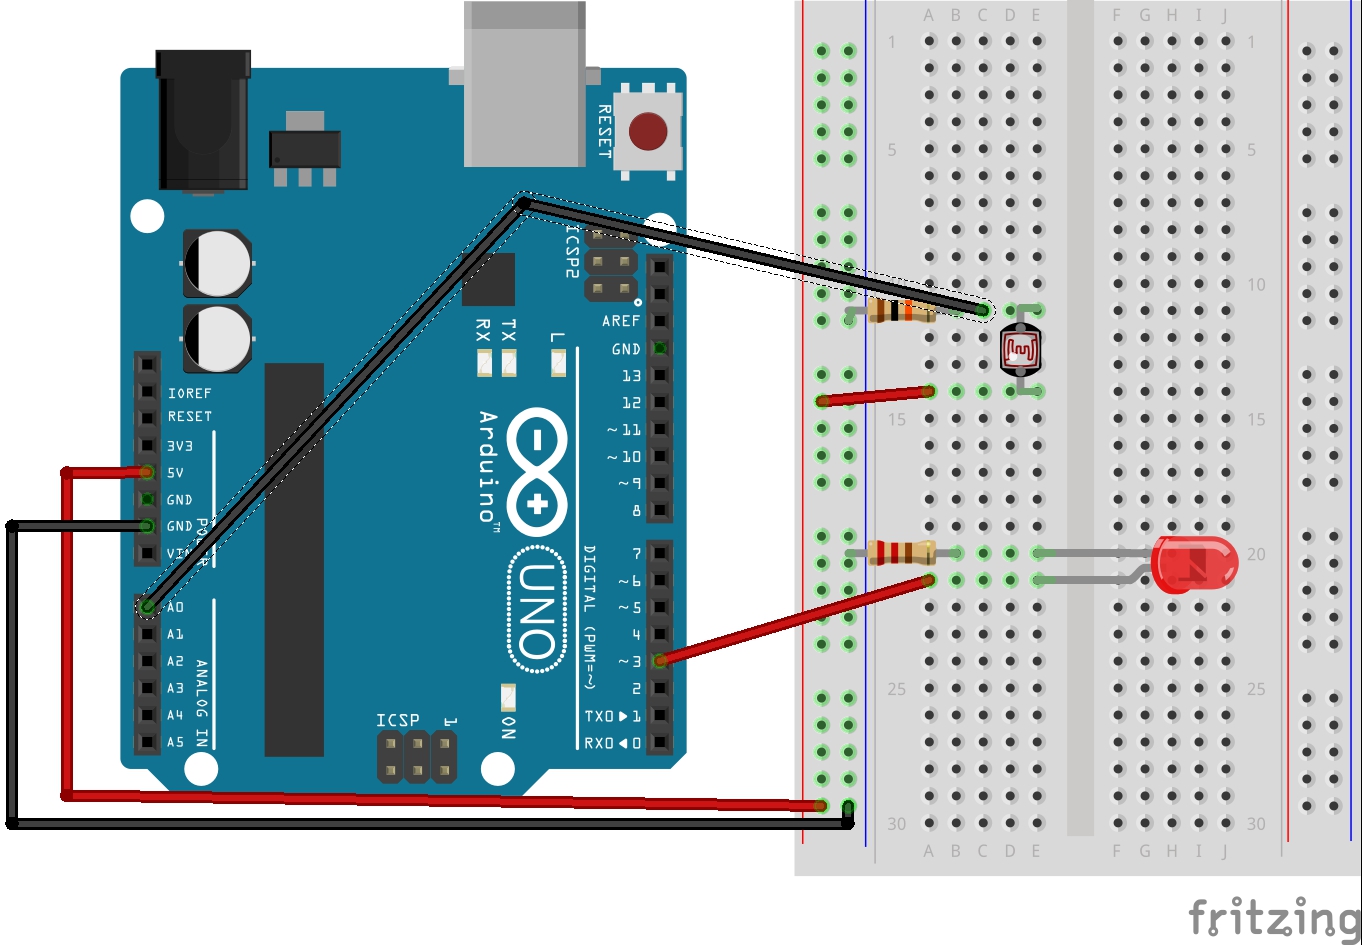 A B C D E F G H I J
1 1
5 5
10 10
15 15
20 20
25 25
30 30
A B C D E F G H I J
RESET
ICSP2
AREF
GND
13
12
~11
~10
~9
8
7
~6
~5
4
~3
2
TX0▶1
RX0◀0
DIGITAL (PWM=~)
RX TX L
Arduino™
UNO
ON
ICSP 1
IOREF
RESET
3V3
5V
GND
GND
VIN
POWER
A0
A1
A2
A3
A4
A5
ANALOG IN
fritzing